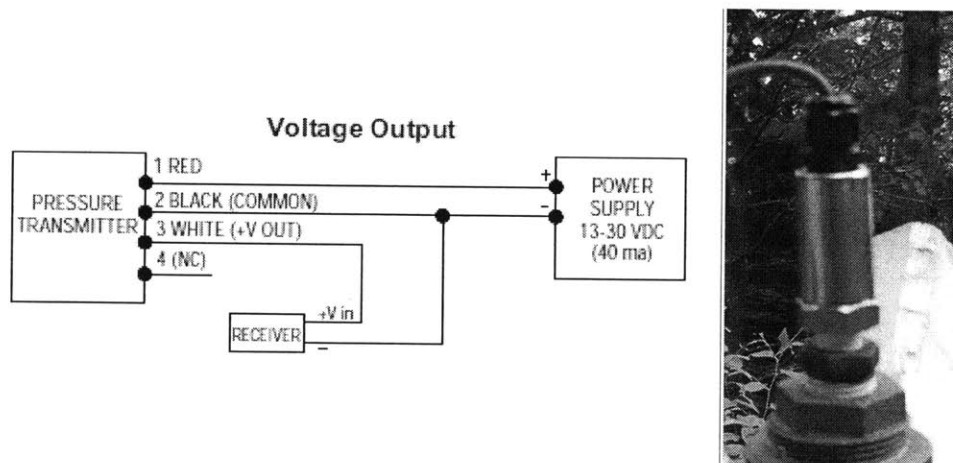 Voltage Output
1 RED
2 BLACK (COMMON)
3 WHITE (+V OUT)
4 (NC)
PRESSURE
TRANSMITTER
+
–
POWER
SUPPLY
13-30 VDC
(40 ma)
+V in
RECEIVER
–